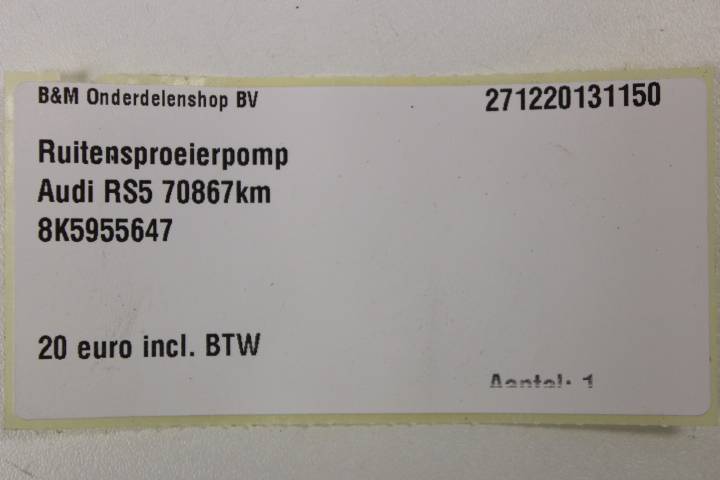 B&M Onderdelenshop BV 271220131150
Ruitensproeierpomp
Audi RS5 70867km
8K5955647
20 euro incl. BTW
Aantal: 1